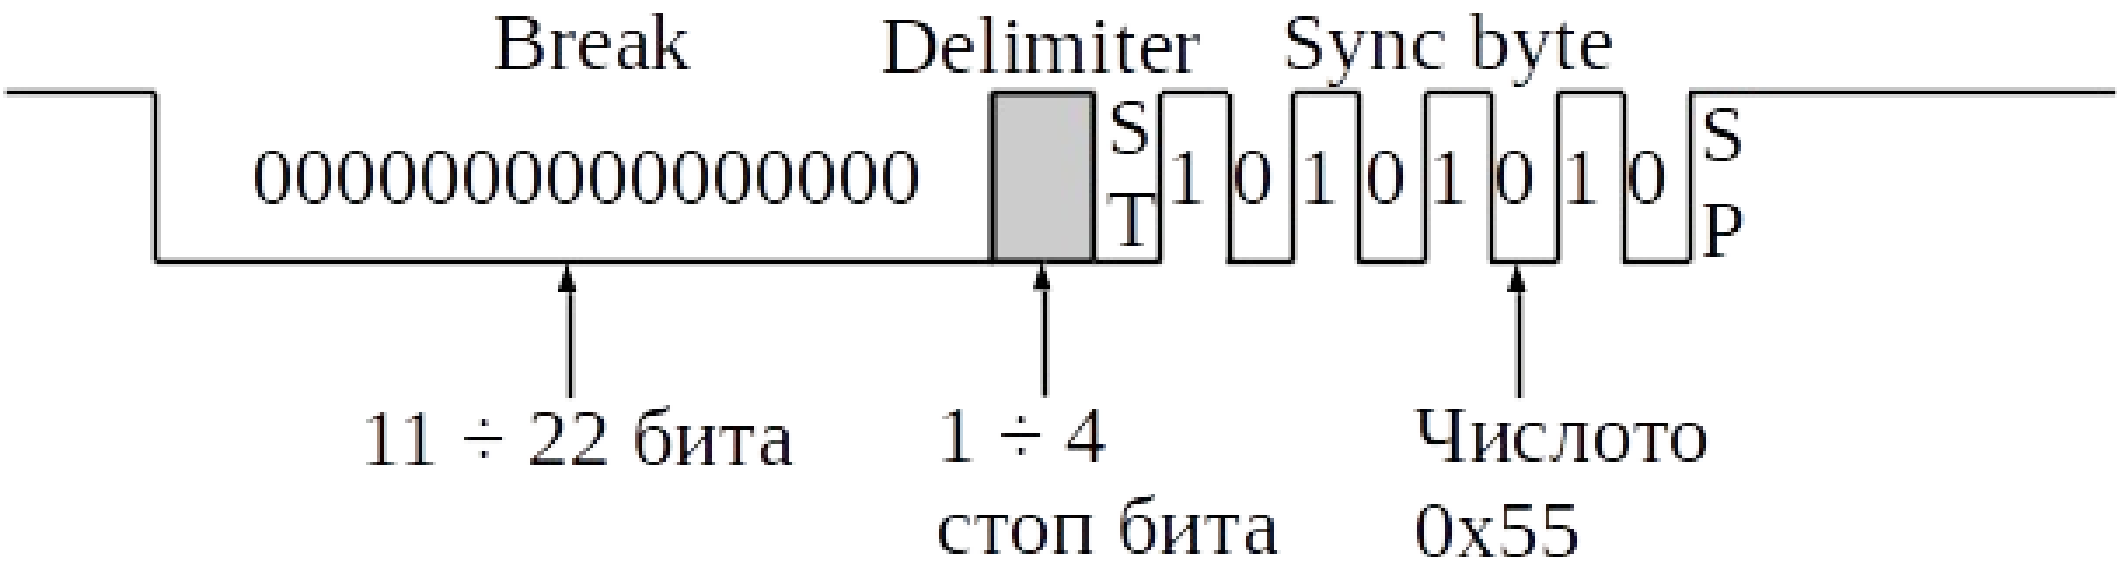 Break Delimiter Sync byte
0000000000000000
S
T
1 0 1 0 1 0 1 0
S
P
11 ÷ 22 бита
1 ÷ 4
стоп бита
Числото
0x55